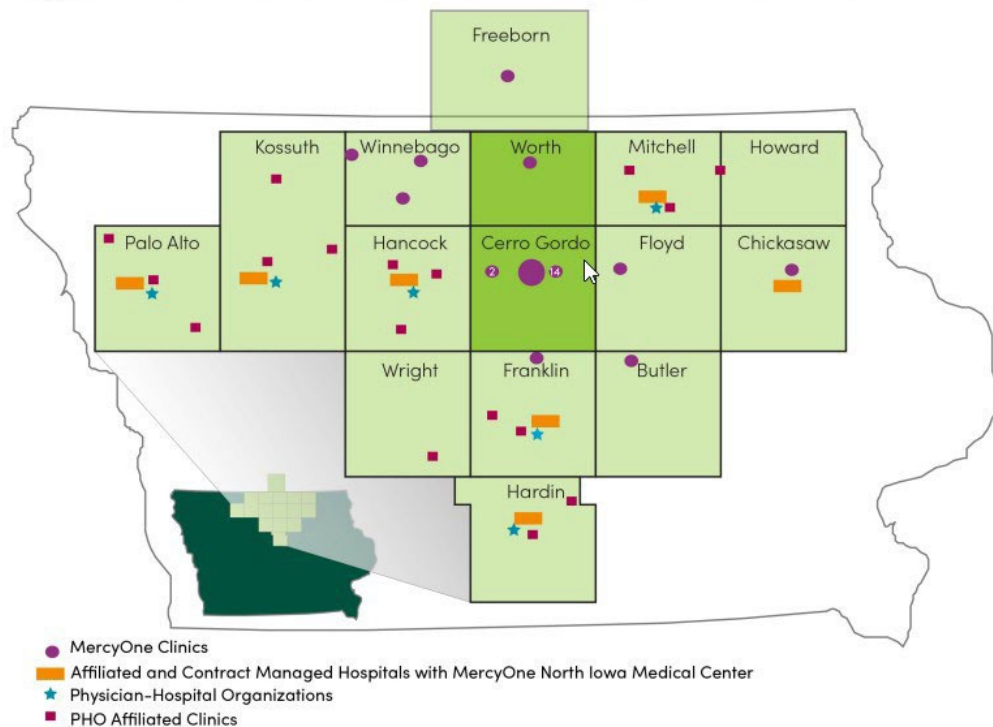 Freeborn
Kossuth
Winnebago
Worth
Mitchell
Howard
Palo Alto
Hancock
Cerro Gordo
Floyd
Chickasaw
2
14
Wright
Franklin
Butler
Hardin
MercyOne Clinics
Affiliated and Contract Managed Hospitals with MercyOne North Iowa Medical Center
Physician-Hospital Organizations
PHO Affiliated Clinics